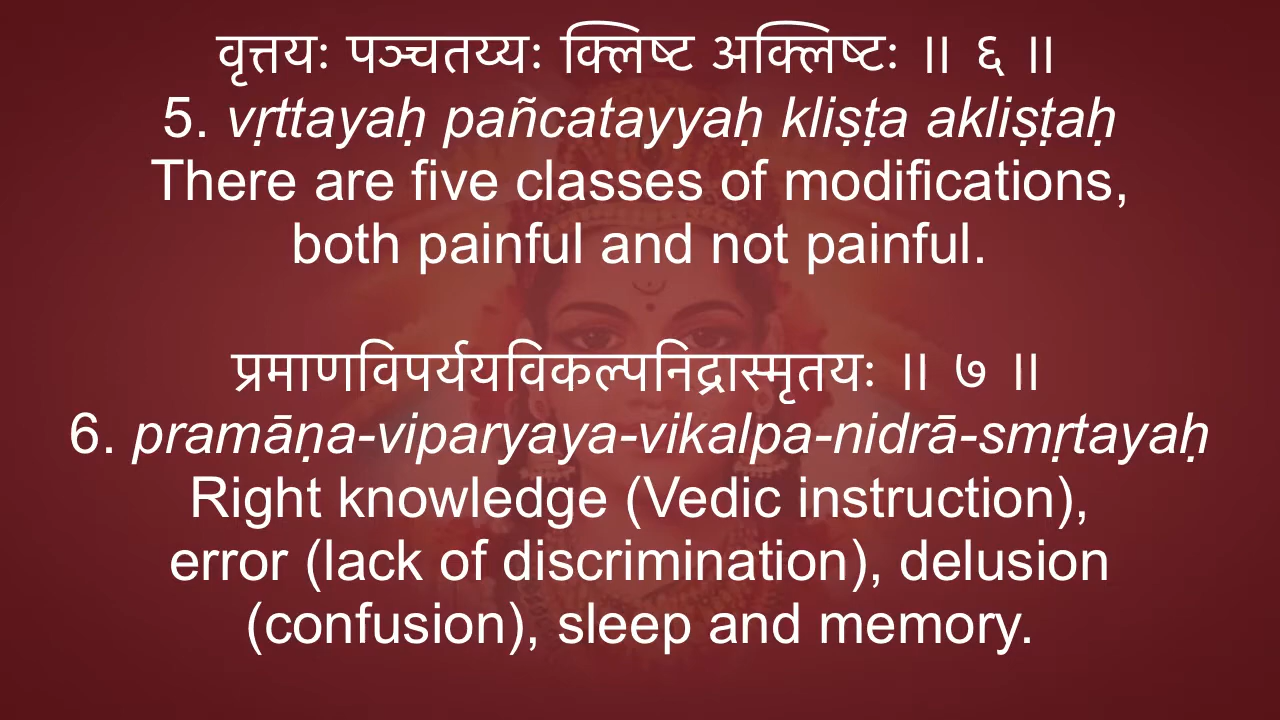 वृत्तयः पञ्चतय्यः क्लिष्ट अक्लिष्टः ॥ ६ ॥
5. vṛttayaḥ pañcatayyaḥ kliṣṭa akliṣṭaḥ
There are five classes of modifications,
both painful and not painful.
प्रमाणविपर्ययविकल्पनिद्रास्मृतयः ॥ ७ ॥
6. pramāṇa-viparyaya-vikalpa-nidrā-smṛtayaḥ
Right knowledge (Vedic instruction),
error (lack of discrimination), delusion
(confusion), sleep and memory.